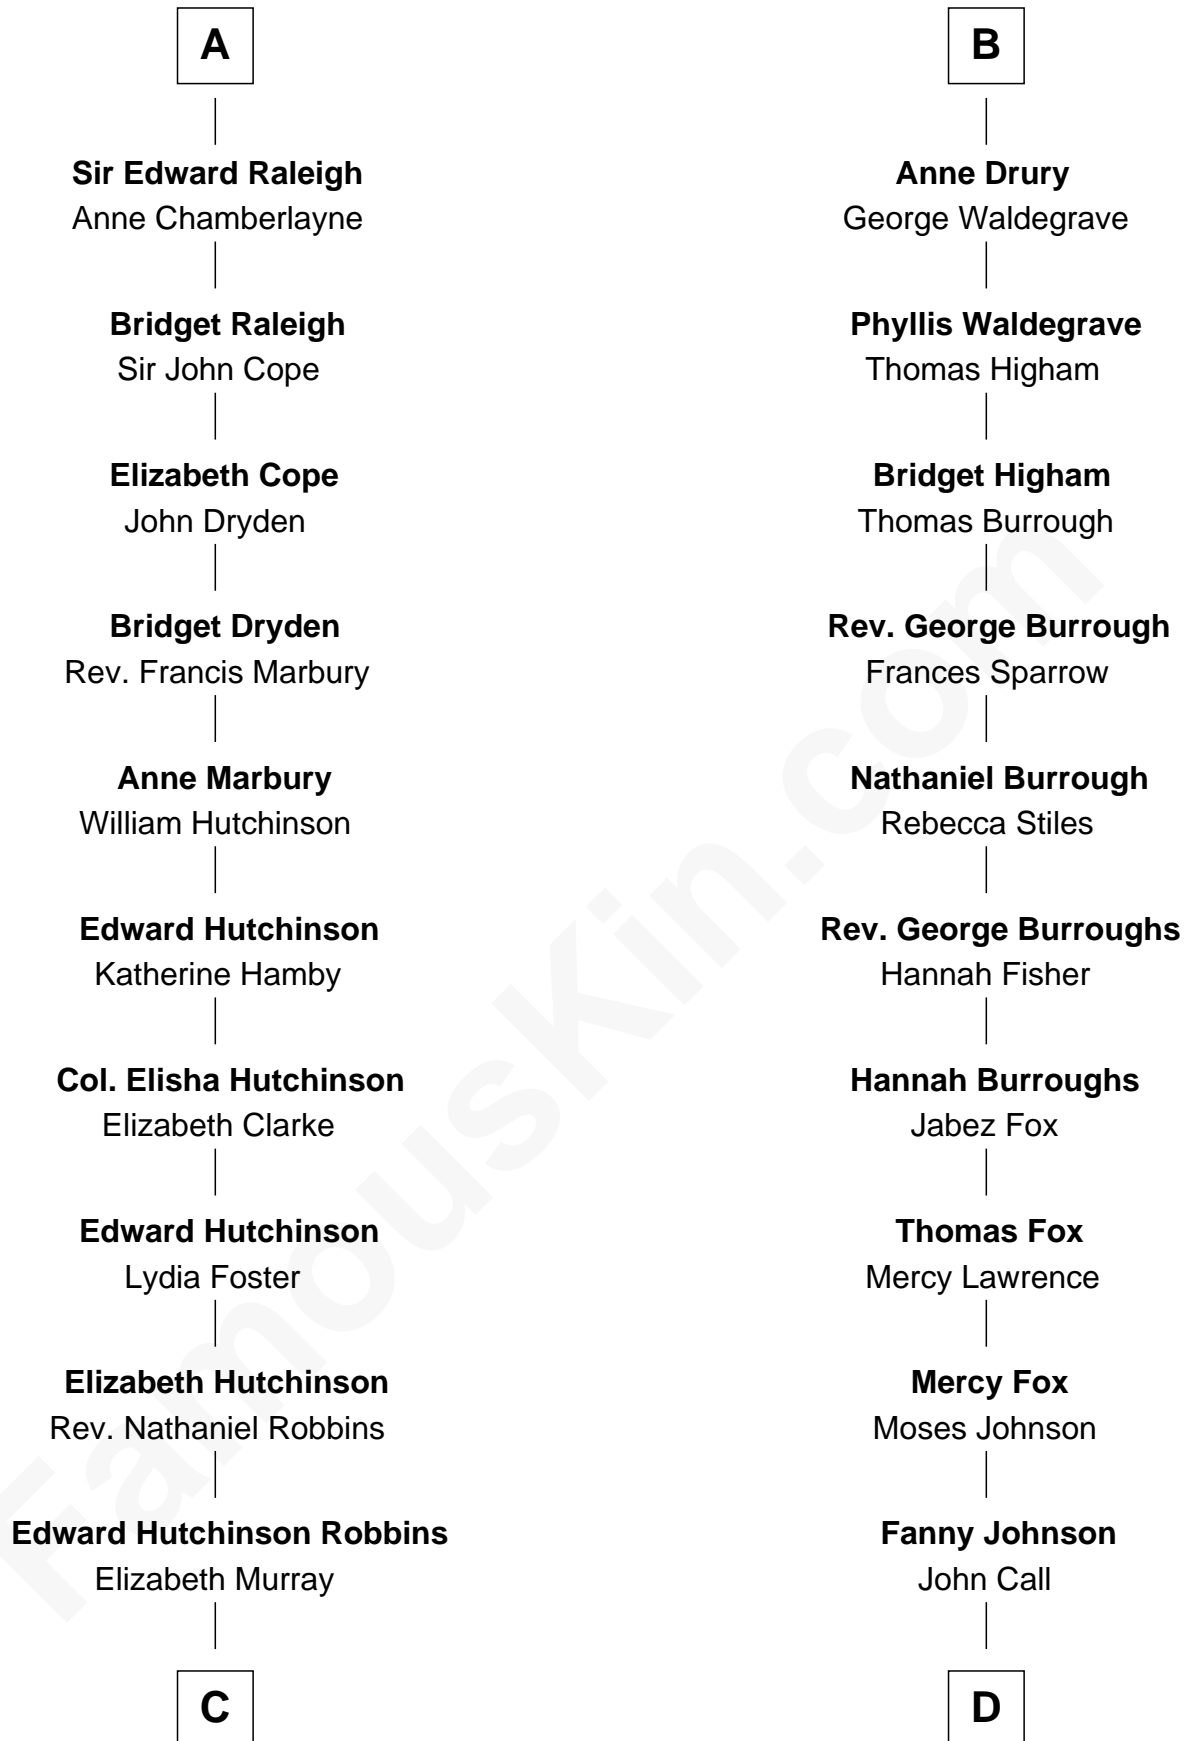 A
Sir Edward Raleigh
Anne Chamberlayne
Bridget Raleigh
Sir John Cope
Elizabeth Cope
John Dryden
Bridget Dryden
Rev. Francis Marbury
Anne Marbury
William Hutchinson
Edward Hutchinson
Katherine Hamby
Col. Elisha Hutchinson
Elizabeth Clarke
Edward Hutchinson
Lydia Foster
Elizabeth Hutchinson
Rev. Nathaniel Robbins
Edward Hutchinson Robbins
Elizabeth Murray
C
B
Anne Drury
George Waldegrave
Phyllis Waldegrave
Thomas Higham
Bridget Higham
Thomas Burrough
Rev. George Burrough
Frances Sparrow
Nathaniel Burrough
Rebecca Stiles
Rev. George Burroughs
Hannah Fisher
Hannah Burroughs
Jabez Fox
Thomas Fox
Mercy Lawrence
Mercy Fox
Moses Johnson
Fanny Johnson
John Call
D
FamousKin.com